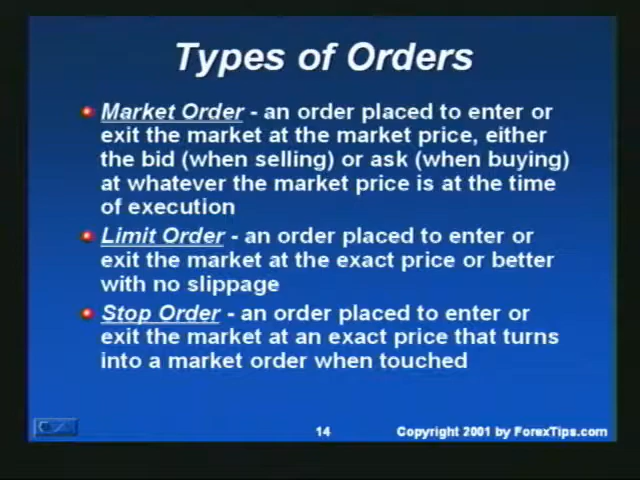 Types of Orders
Market Order - an order placed to enter or
exit the market at the market price, either
the bid (when selling) or ask (when buying)
at whatever the market price is at the time
of execution
Limit Order - an order placed to enter or
exit the market at the exact price or better
with no slippage
Stop Order - an order placed to enter or
exit the market at an exact price that turns
into a market order when touched
14
Copyright 2001 by ForexTips.com